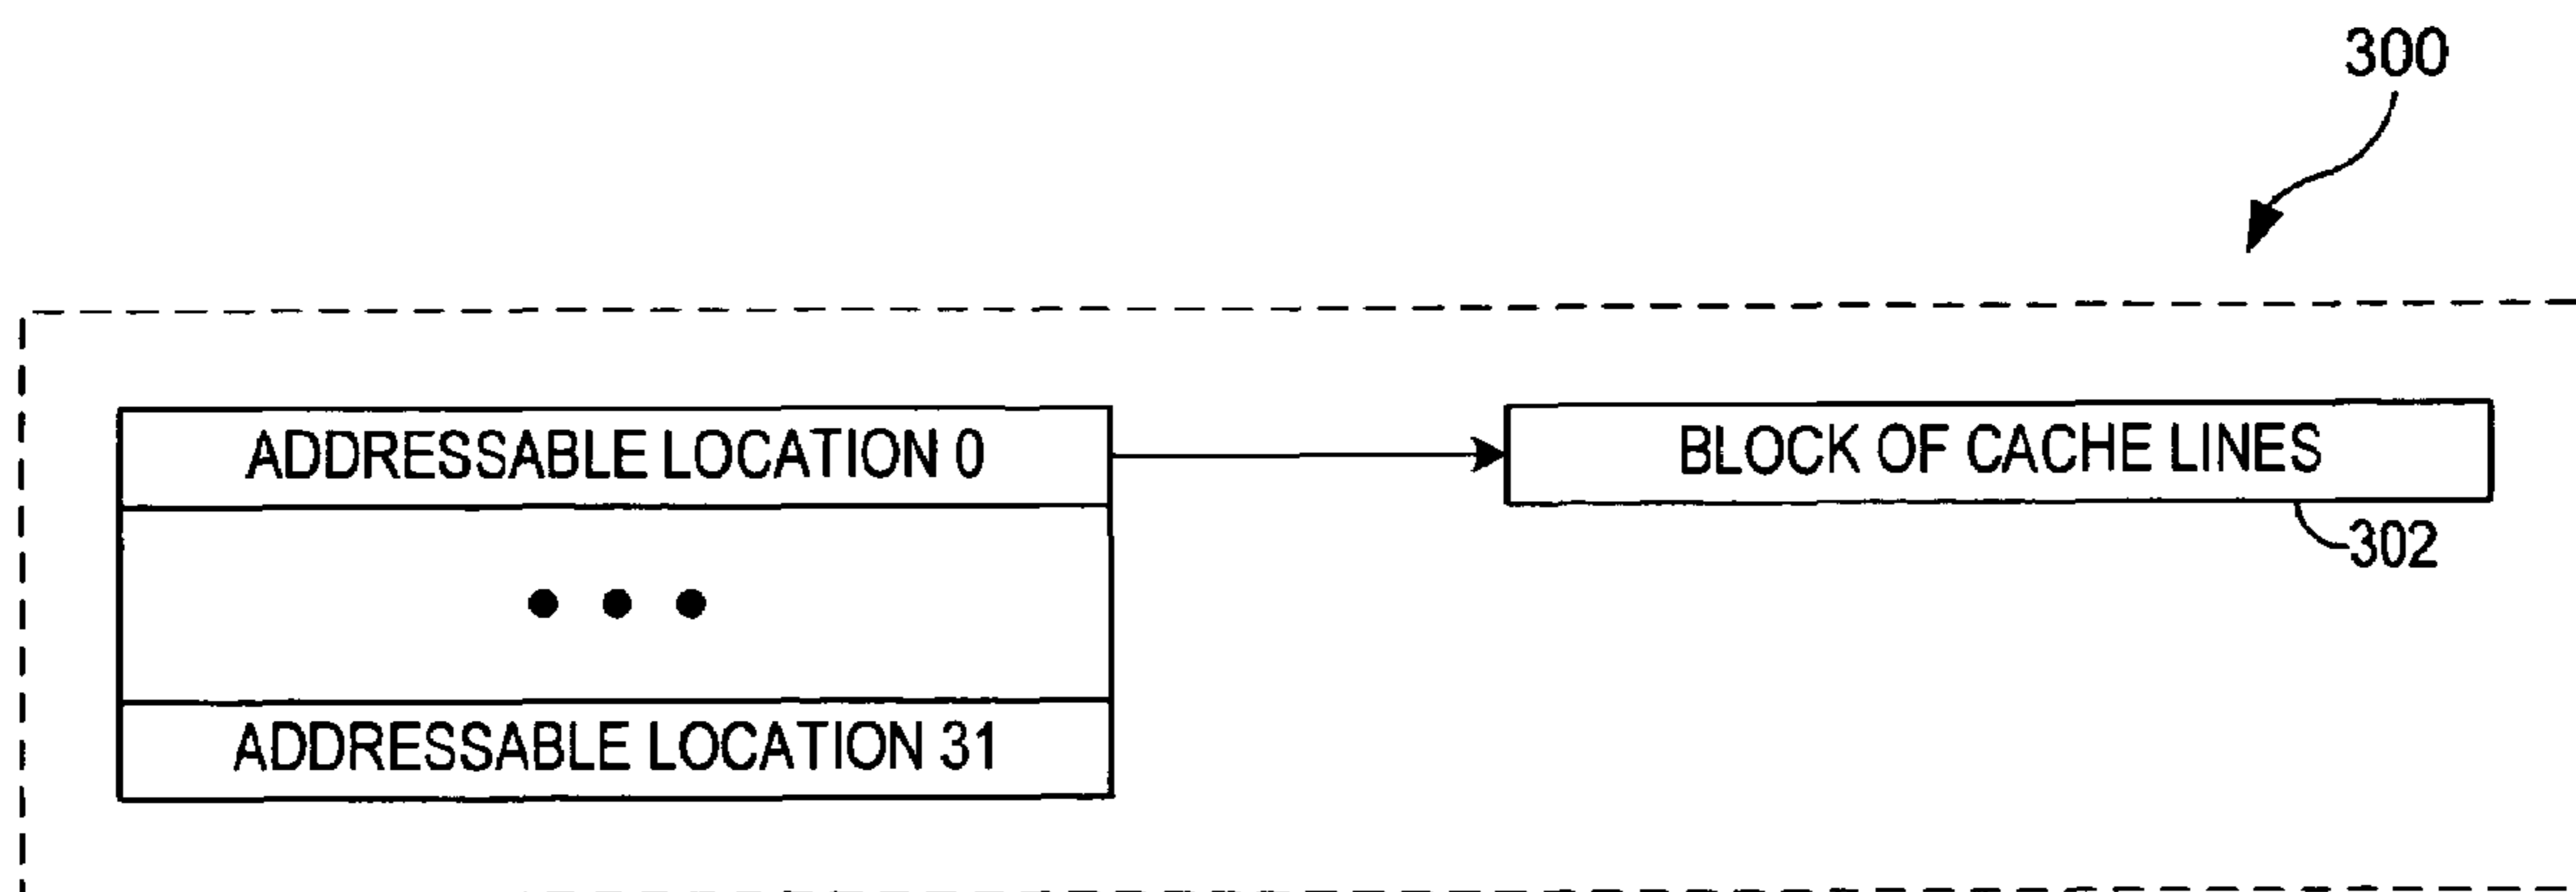 300
ADDRESSABLE LOCATION 0
BLOCK OF CACHE LINES
302
ADDRESSABLE LOCATION 31